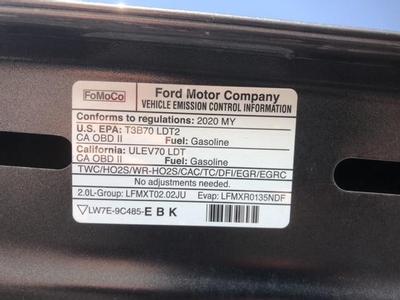 FoMoCo
Ford Motor Company
VEHICLE EMISSION CONTROL INFORMATION
Conforms to regulations: 2020 MY
U.S. EPA: T3B70 LDT2
CA OBD II Fuel: Gasoline
California: ULEV70 LDT
CA OBD II Fuel: Gasoline
TWC/HO2S/WR-HO2S/CAC/TC/DFI/EGR/EGRC
No adjustments needed.
2.0L-Group: LFMXT02.02JU Evap: LFMXR0135NDF
LW7E-9C485-EBK